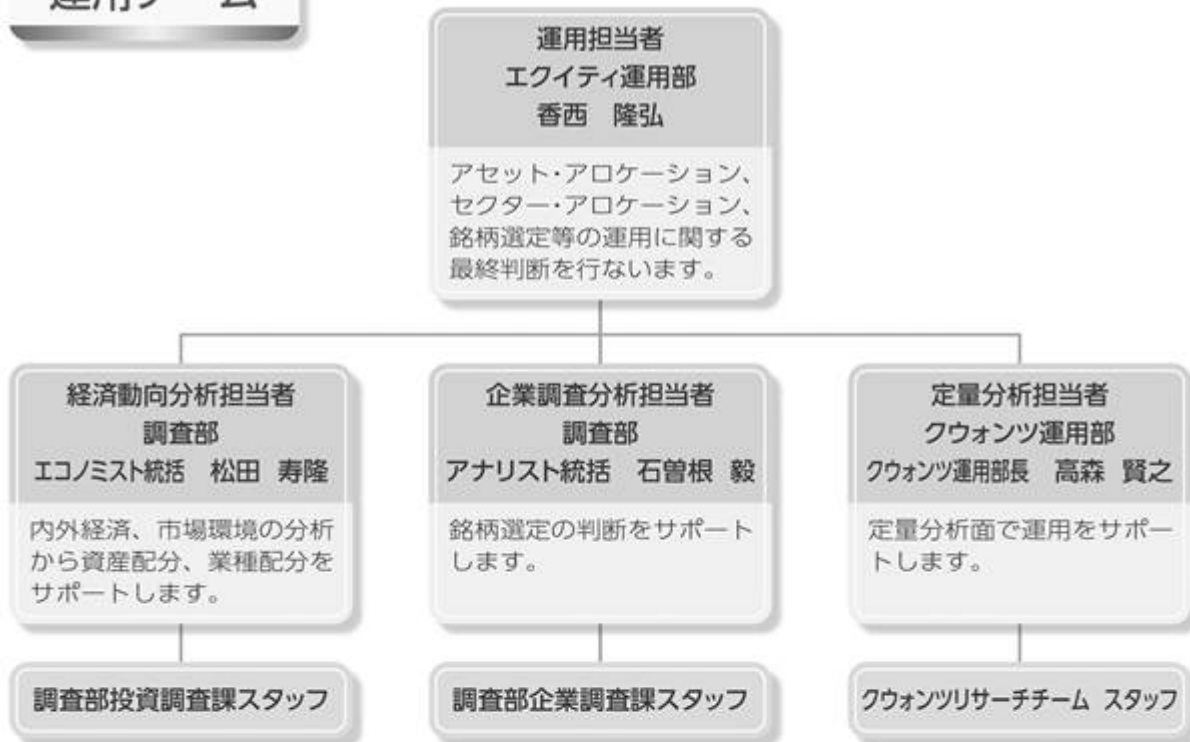 運用チーム
運用担当者
エクイティ運用部
香西 隆弘
アセット・アロケーション、
セクター・アロケーション、
銘柄選定等の運用に関する
最終判断を行ないます。
経済動向分析担当者
調査部
エコノミスト統括 松田 寿隆
内外経済、市場環境の分析
から資産配分、業種配分を
サポートします。
調査部投資調査課スタッフ
企業調査分析担当者
調査部
アナリスト統括 石曽根 毅
銘柄選定の判断をサポート
します。
調査部企業調査課スタッフ
定量分析担当者
クウォンツ運用部
クウォンツ運用部長 高森 賢之
定量分析面で運用をサポー
トします。
クウォンツリサーチチーム スタッフ